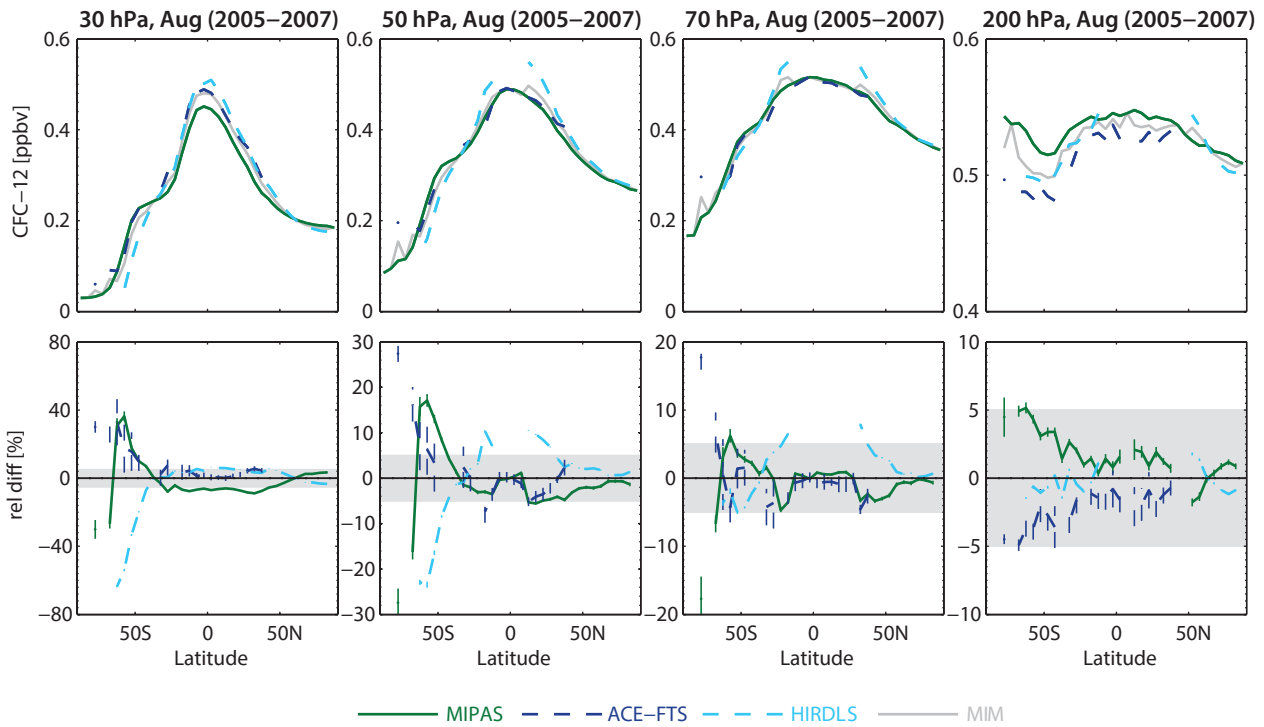 30 hPa, Aug (2005−2007) 50 hPa, Aug (2005−2007) 70 hPa, Aug (2005−2007) 200 hPa, Aug (2005−2007)
CFC−12 [ppbv]
0.6 0.6 0.6 0.6
0.4 0.4 0.4
0.5
0.2 0.2 0.2
0 0 0 0.4
rel diff [%]
80 30 20 10
20
40 10 5
10
0 0 0 0
−10
−40 −10 −5
−20
−80 −30 −20 −10
50S 0 50N 50S 0 50N 50S 0 50N 50S 0 50N
Latitude Latitude Latitude Latitude
MIPAS ACE−FTS HIRDLS MIM